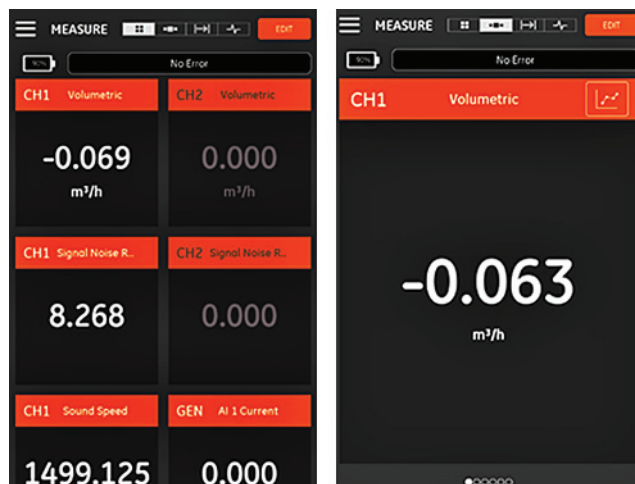 MEASURE EDIT
90%
No Error
CH1 Volumetric
CH2 Volumetric
-0.069
m³/h
0.000
m³/h
CH1 Signal Noise R..
CH2 Signal Noise R..
8.268
0.000
CH1 Sound Speed
GEN AI 1 Current
1499.125
0.000
MEASURE EDIT
90%
No Error
CH1 Volumetric
-0.063
m³/h